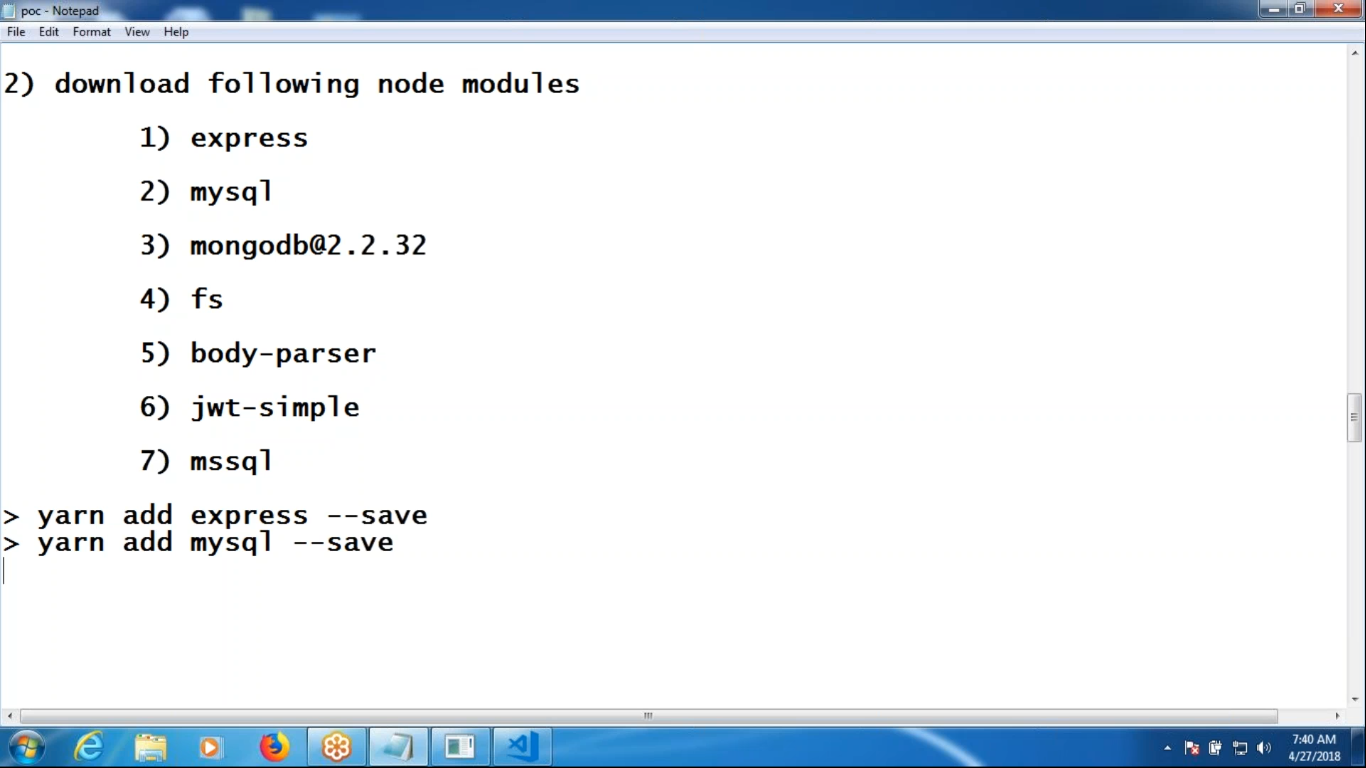 poc - Notepad
File Edit Format View Help
2) download following node modules
1) express
2) mysql
3) mongodb@2.2.32
4) fs
5) body-parser
6) jwt-simple
7) mssql
> yarn add express --save
> yarn add mysql --save
7:40 AM
4/27/2018